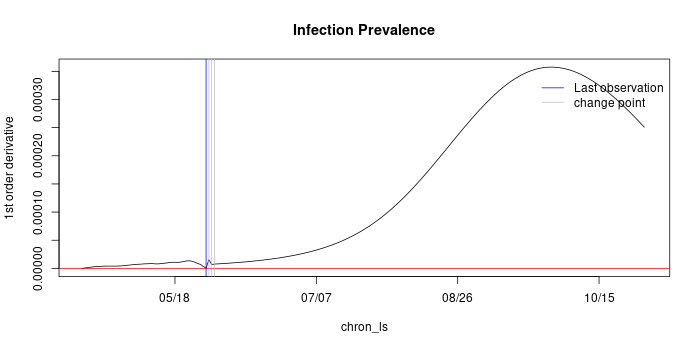 Infection Prevalence
1st order derivative
0.00030
0.00020
0.00010
0.00000
Last observation
change point
05/18 07/07 08/26 10/15
chron_ls